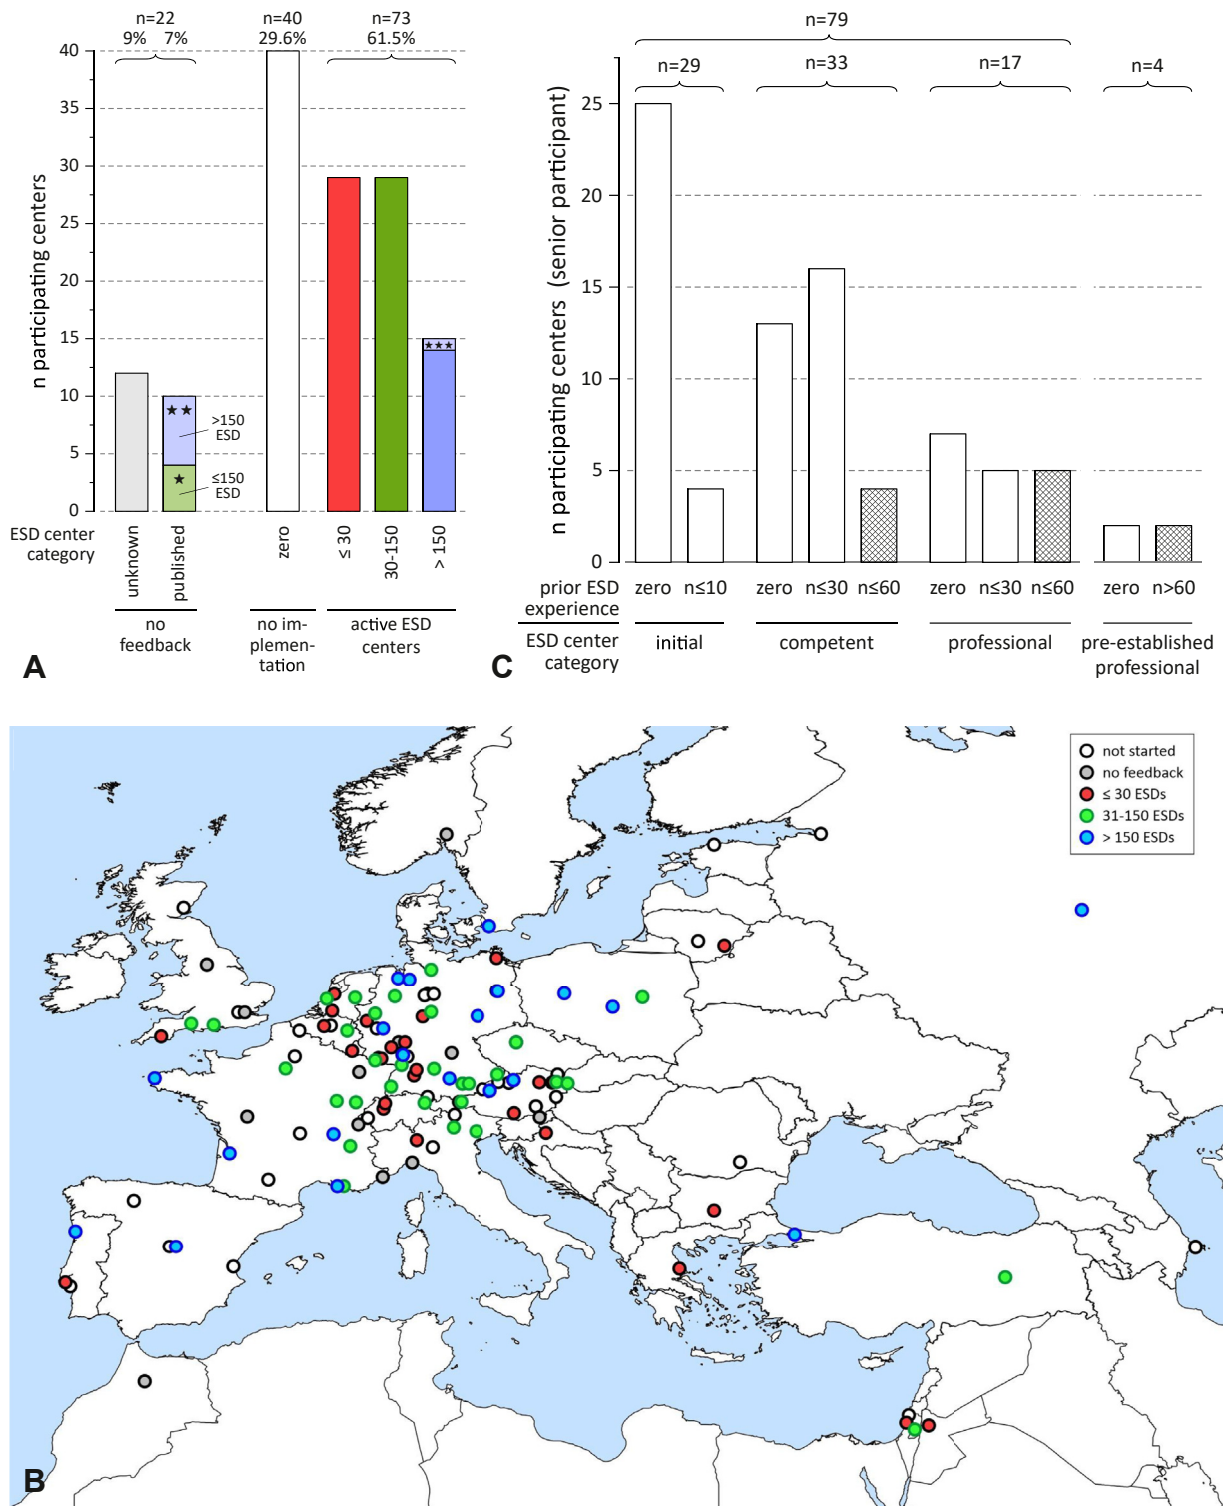 n=22
9% 7%
n=40
29.6%
n=73
61.5%
n participating centers
40
35
30
25
20
15
10
5
0
★★
★
★★★
>150
ESD
≤150
ESD
ESD center
category
unknown
published
zero
≤ 30
30-150
> 150
no
feedback
no im-
plemen-
tation
active ESD
centers
A
n=79
n=29
n=33
n=17
n=4
n participating centers (senior participant)
25
20
15
10
5
0
prior ESD
experience
zero n≤10 zero n≤30 n≤60 zero n≤30 n≤60 zero n>60
ESD center
category
initial
competent
professional
pre-established
professional
C
not started
no feedback
≤ 30 ESDs
31-150 ESDs
> 150 ESDs
B